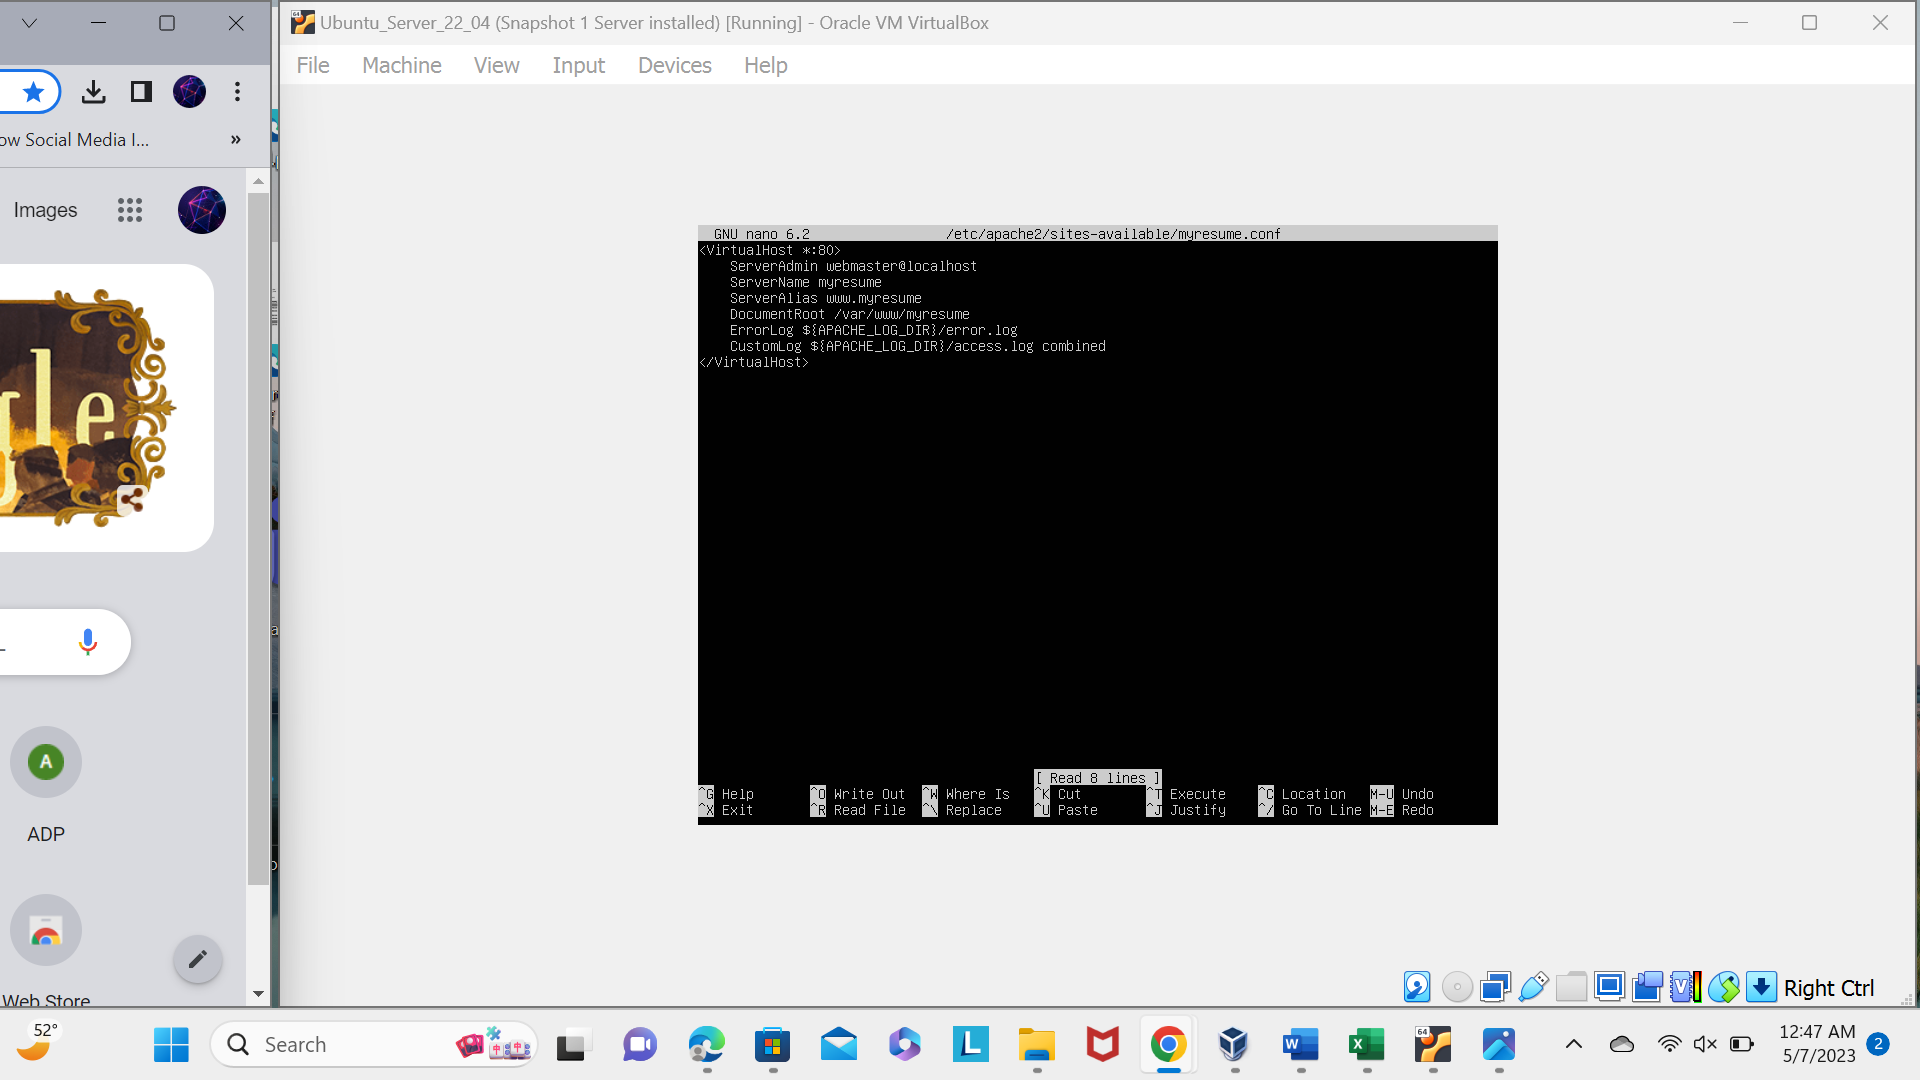 Ubuntu_Server_22_04 (Snapshot 1 Server installed) [Running] - Oracle VM VirtualBox
File Machine View Input Devices Help
ow Social Media I... »
Images
gle
A
ADP
Web Store
GNU nano 6.2 /etc/apache2/sites-available/myresume.conf
<VirtualHost *:80>
ServerAdmin webmaster@localhost
ServerName myresume
ServerAlias www.myresume
DocumentRoot /var/www/myresume
ErrorLog ${APACHE_LOG_DIR}/error.log
CustomLog ${APACHE_LOG_DIR}/access.log combined
</VirtualHost>
[ Read 8 lines ]
^G Help ^O Write Out ^W Where Is ^K Cut ^T Execute ^C Location M-U Undo
^X Exit ^R Read File ^\ Replace ^U Paste ^J Justify ^/ Go To Line M-E Redo
Right Ctrl
52°
Search
12:47 AM
5/7/2023
2